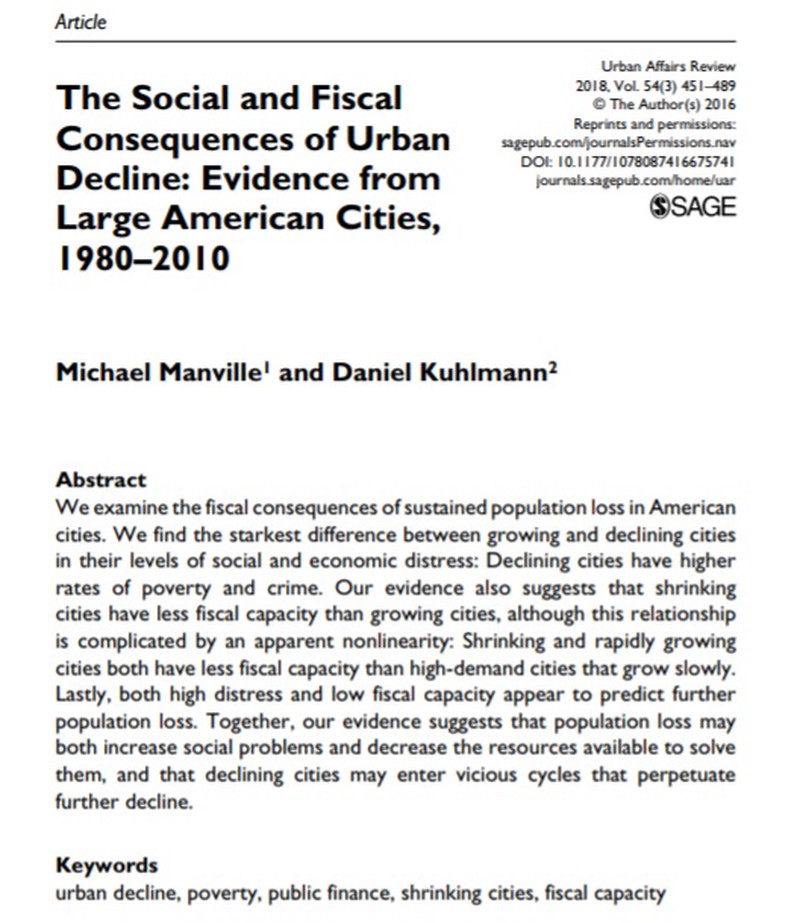 Article
Urban Affairs Review
2018, Vol. 54(3) 451–489
© The Author(s) 2016
Reprints and permissions:
sagepub.com/journalsPermissions.nav
DOI: 10.1177/1078087416675741
journals.sagepub.com/home/uar
SAGE
The Social and Fiscal
Consequences of Urban
Decline: Evidence from
Large American Cities,
1980–2010
Michael Manville¹ and Daniel Kuhlmann²
Abstract
We examine the fiscal consequences of sustained population loss in American
cities. We find the starkest difference between growing and declining cities
in their levels of social and economic distress: Declining cities have higher
rates of poverty and crime. Our evidence also suggests that shrinking
cities have less fiscal capacity than growing cities, although this relationship
is complicated by an apparent nonlinearity: Shrinking and rapidly growing
cities both have less fiscal capacity than high-demand cities that grow slowly.
Lastly, both high distress and low fiscal capacity appear to predict further
population loss. Together, our evidence suggests that population loss may
both increase social problems and decrease the resources available to solve
them, and that declining cities may enter vicious cycles that perpetuate
further decline.
Keywords
urban decline, poverty, public finance, shrinking cities, fiscal capacity